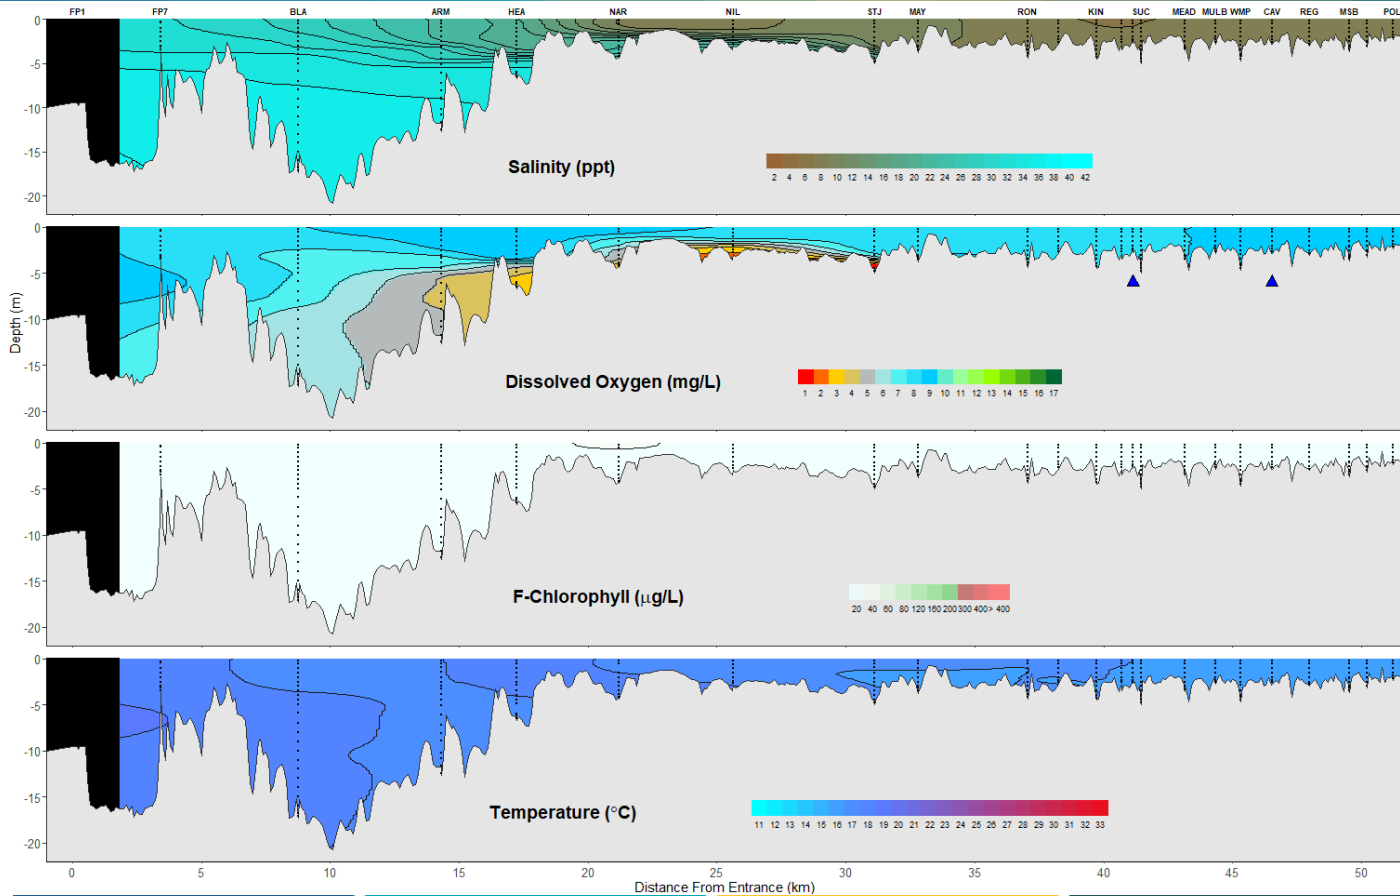 FP1 FP7 BLA ARM HEA NAR NIL STJ MAY RON KIN SUC MEAD MULB WMP CAV REG MSB POL
0
-5
-10
-15
-20
Salinity (ppt)
2 4 6 8 10 12 14 16 18 20 22 24 26 28 30 32 34 36 38 40 42
0
-5
-10
-15
-20
Depth (m)
Dissolved Oxygen (mg/L)
1 2 3 4 5 6 7 8 9 10 11 12 13 14 15 16 17
0
-5
-10
-15
-20
F-Chlorophyll (μg/L)
20 40 60 80 120 160 200 300 400 > 400
0
-5
-10
-15
-20
Temperature (°C)
11 12 13 14 15 16 17 18 19 20 21 22 23 24 25 26 27 28 29 30 31 32 33
0 5 10 15 20 25 30 35 40 45 50
Distance From Entrance (km)